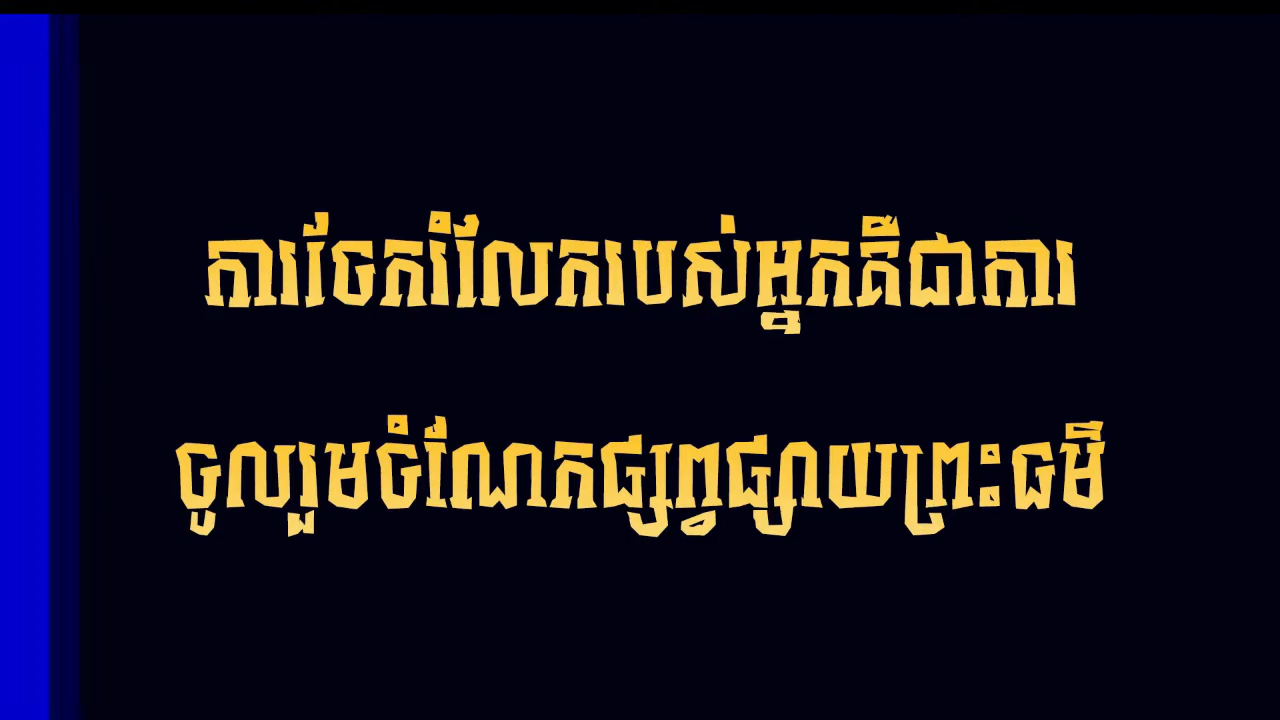 ការចែករំលែករបស់អ្នកគឺជាការ
ចូលរួមចំណែកផ្សព្វផ្សាយព្រះធម៌